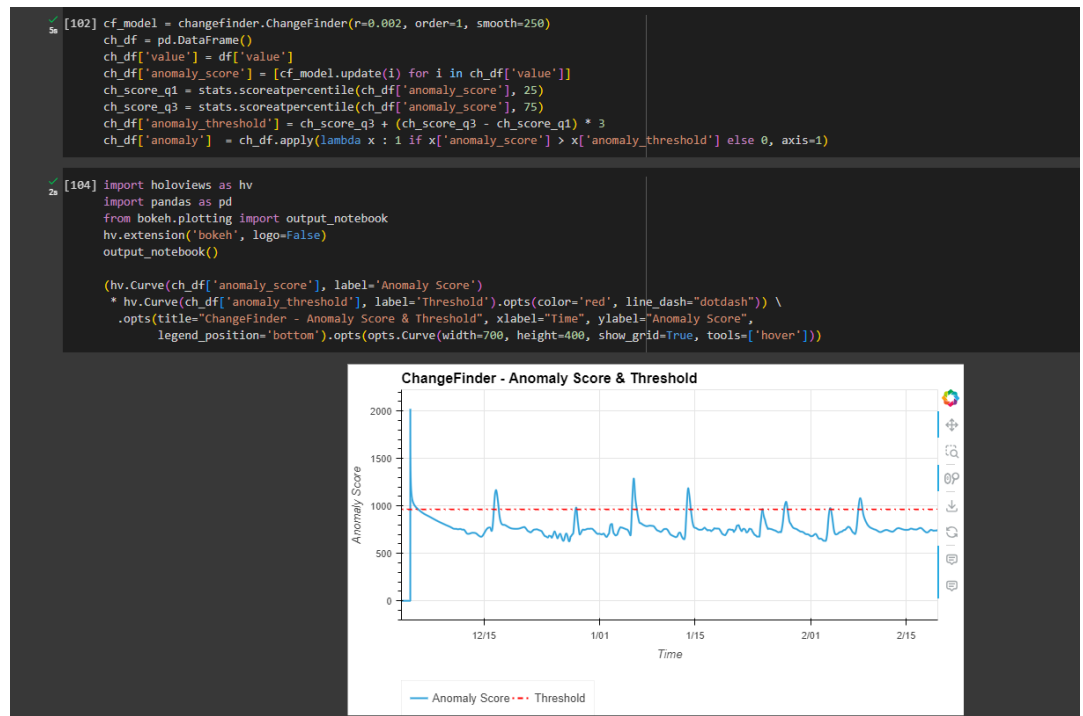 [102] cf_model = changefinder.ChangeFinder(r=0.002, order=1, smooth=250)
5s
ch_df = pd.DataFrame()
ch_df['value'] = df['value']
ch_df['anomaly_score'] = [cf_model.update(i) for i in ch_df['value']]
ch_score_q1 = stats.scoreatpercentile(ch_df['anomaly_score'], 25)
ch_score_q3 = stats.scoreatpercentile(ch_df['anomaly_score'], 75)
ch_df['anomaly_threshold'] = ch_score_q3 + (ch_score_q3 - ch_score_q1) * 3
ch_df['anomaly']  = ch_df.apply(lambda x : 1 if x['anomaly_score'] > x['anomaly_threshold'] else 0, axis=1)
[104] import holoviews as hv
2s
import pandas as pd
from bokeh.plotting import output_notebook
hv.extension('bokeh', logo=False)
output_notebook()
(hv.Curve(ch_df['anomaly_score'], label='Anomaly Score')
* hv.Curve(ch_df['anomaly_threshold'], label='Threshold').opts(color='red', line_dash="dotdash")) \
.opts(title="ChangeFinder - Anomaly Score & Threshold", xlabel="Time", ylabel="Anomaly Score",
legend_position='bottom').opts(opts.Curve(width=700, height=400, show_grid=True, tools=['hover']))
ChangeFinder - Anomaly Score & Threshold
2000
1500
1000
500
0
Anomaly Score
12/15 1/01 1/15 2/01 2/15
Time
Anomaly Score Threshold